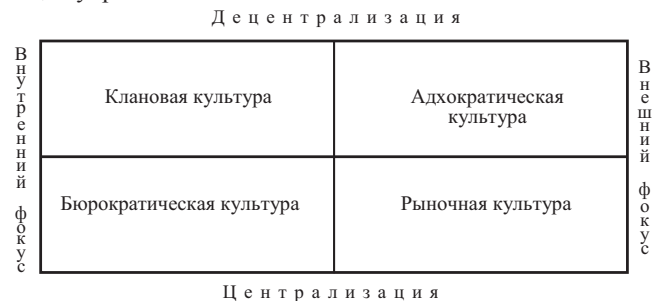 Децентрализация
Внутренний фокус
Клановая культура
Адхократическая
культура
Внешний фокус
Бюрократическая культура
Рыночная культура
Централизация